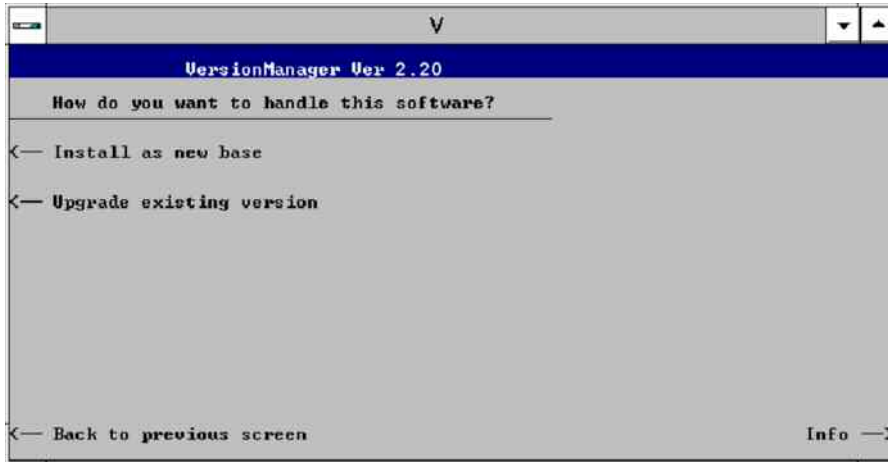 V
VersionManager Ver 2.20
How do you want to handle this software?
<— Install as new base
<— Upgrade existing version
<— Back to previous screen
Info —>